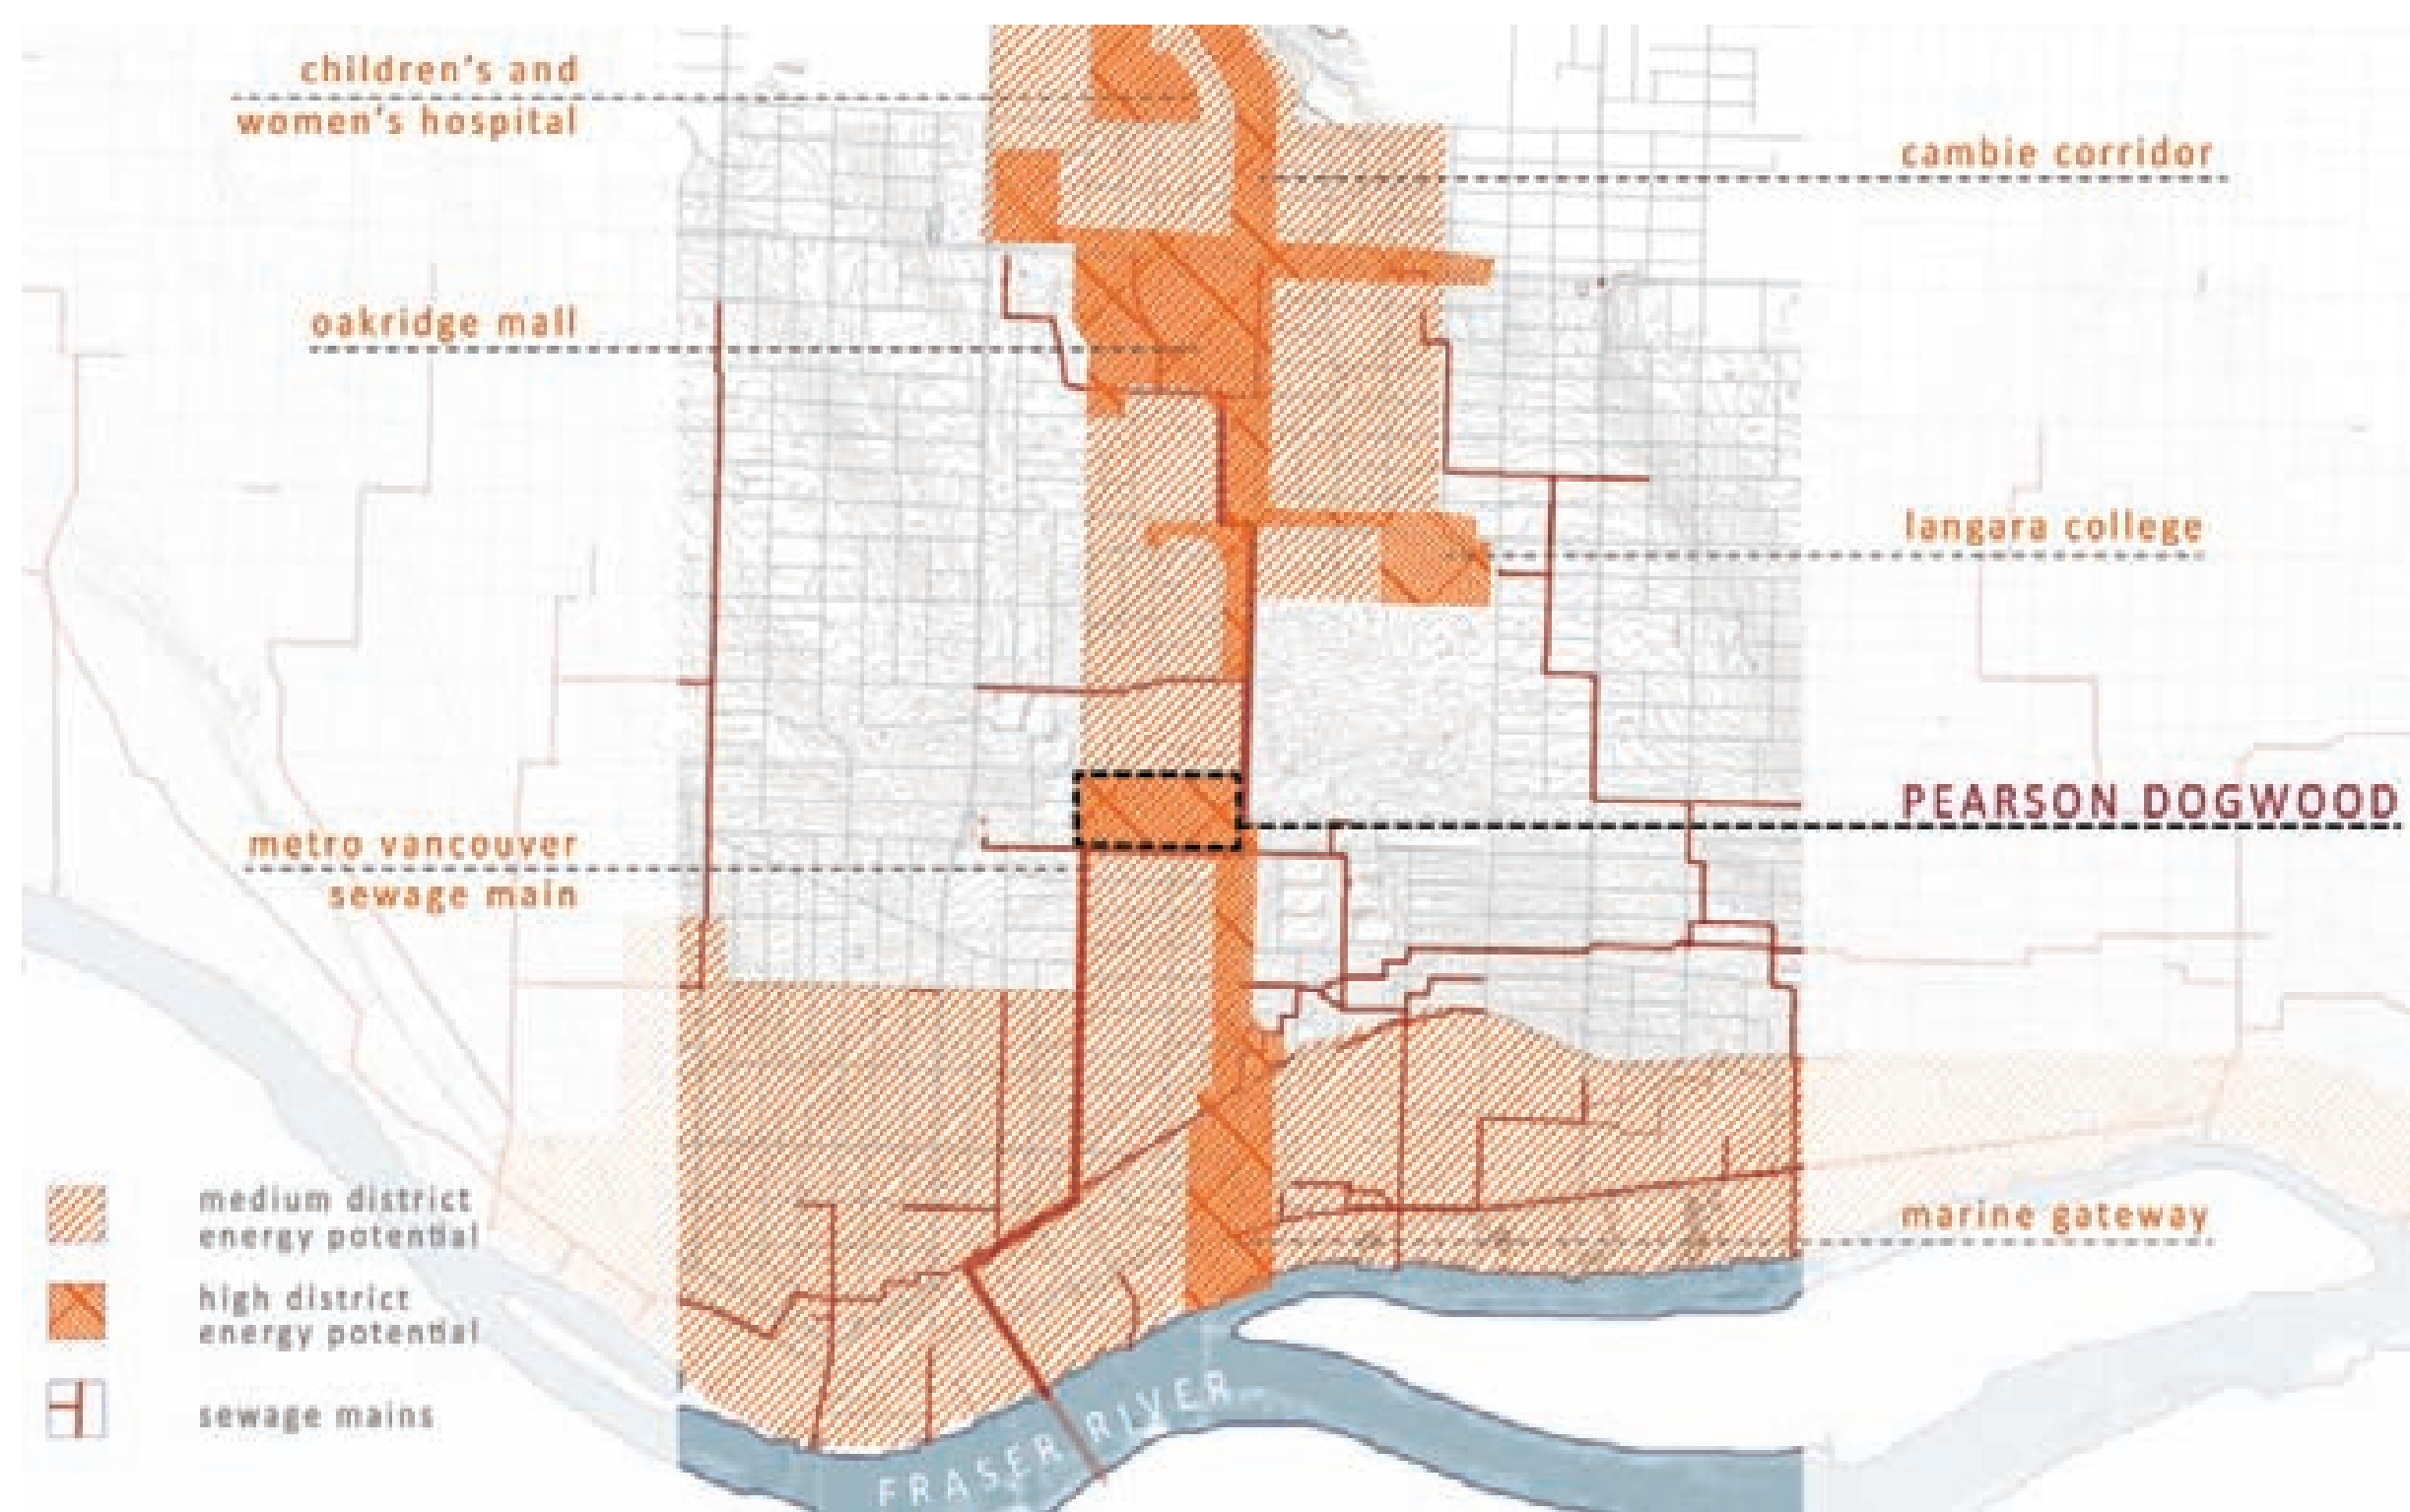 children's and
women's hospital
cambie corridor
oakridge mall
langara college
PEARSON DOGWOOD
metro vancouver
sewage main
medium district
energy potential
marine gateway
high district
energy potential
sewage mains
FRASER RIVER